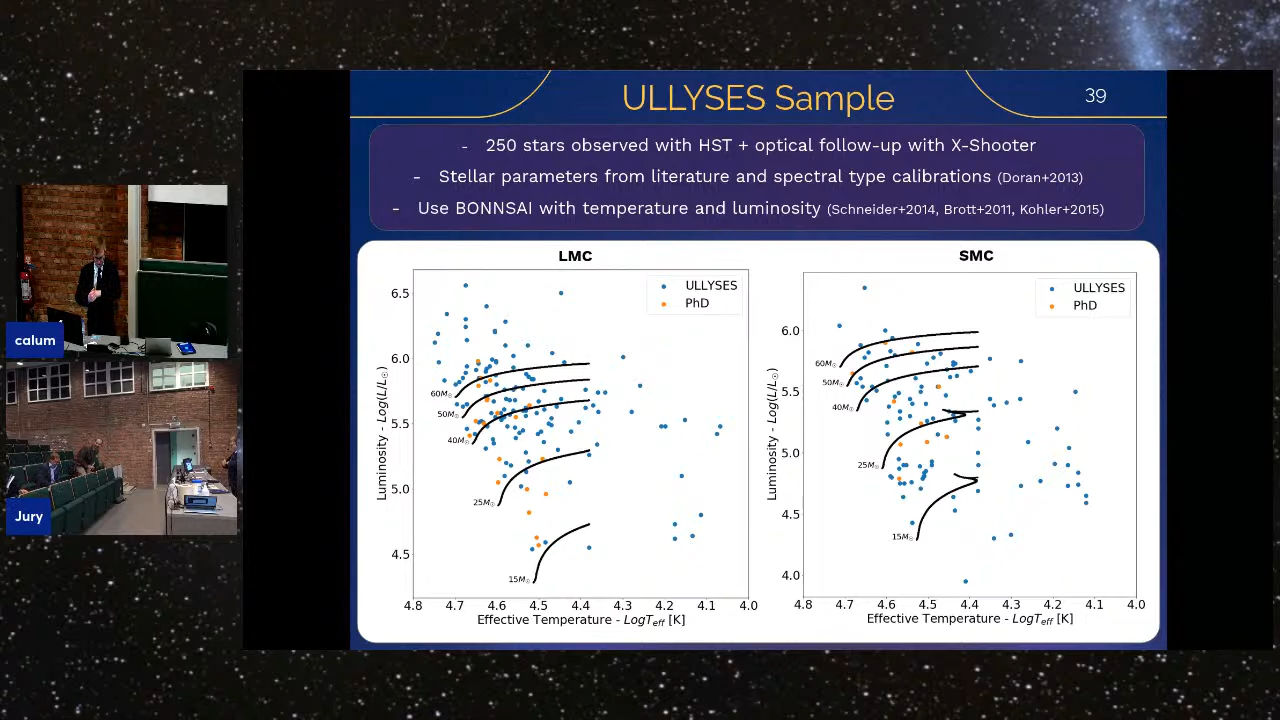 ULLYSES Sample
39
- 250 stars observed with HST + optical follow-up with X-Shooter
- Stellar parameters from literature and spectral type calibrations (Doran+2013)
- Use BONNSAI with temperature and luminosity (Schneider+2014, Brott+2011, Kohler+2015)
calum
Jury
LMC
ULLYSES
PhD
6.5
6.0
5.5
5.0
4.5
Luminosity - Log(L/L☉)
60M☉
50M☉
40M☉
25M☉
15M☉
4.8 4.7 4.6 4.5 4.4 4.3 4.2 4.1 4.0
Effective Temperature - LogTeff [K]
SMC
ULLYSES
PhD
6.0
5.5
5.0
4.5
4.0
Luminosity - Log(L/L☉)
60M☉
50M☉
40M☉
25M☉
15M☉
4.8 4.7 4.6 4.5 4.4 4.3 4.2 4.1 4.0
Effective Temperature - LogTeff [K]